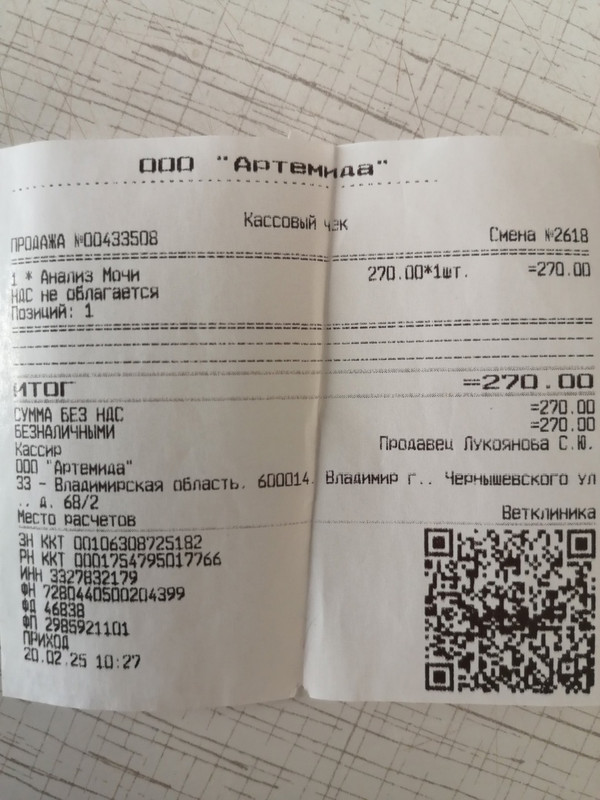 ООО "Артемида"
Кассовый чек
ПРОДАЖА №00433508 Смена №2618
1 * Анализ Мочи 270.00*1шт. =270.00
НДС не облагается
Позиций: 1
ИТОГ =270.00
СУММА БЕЗ НДС =270.00
БЕЗНАЛИЧНЫМИ =270.00
Кассир Продавец Лукоянова С.Ю.
ООО "Артемида"
33 - Владимирская область, 600014, Владимир г., Чернышевского ул
., д. 68/2
Место расчетов Ветклиника
ЗН ККТ 00106308725182
РН ККТ 0001754795017766
ИНН 3327832179
ФН 7280440500204399
ФД 46838
ФП 2985921101
ПРИХОД
20.02.25 10:27